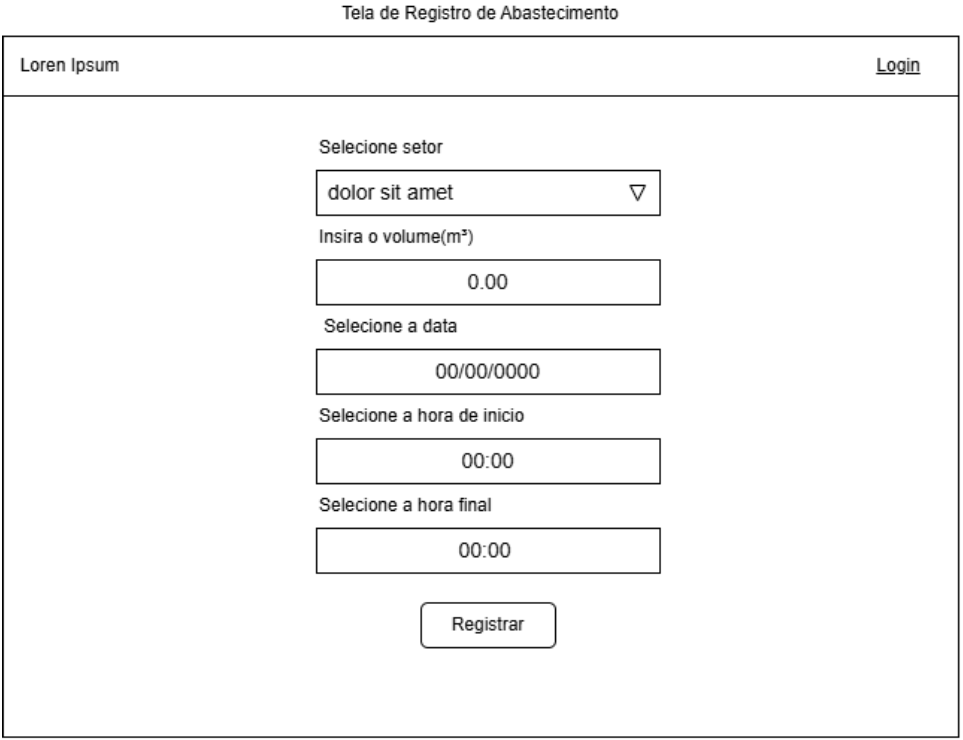 Tela de Registro de Abastecimento
Loren Ipsum
Login
Selecione setor
dolor sit amet
Insira o volume(m³)
0.00
Selecione a data
00/00/0000
Selecione a hora de inicio
00:00
Selecione a hora final
00:00
Registrar